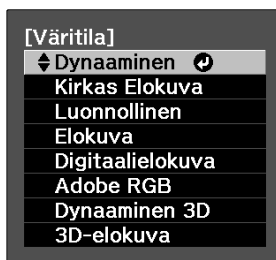 [Väritila]
Dynaaminen
Kirkas Elokuva
Luonnollinen
Elokuva
Digitaalielokuva
Adobe RGB
Dynaaminen 3D
3D-elokuva